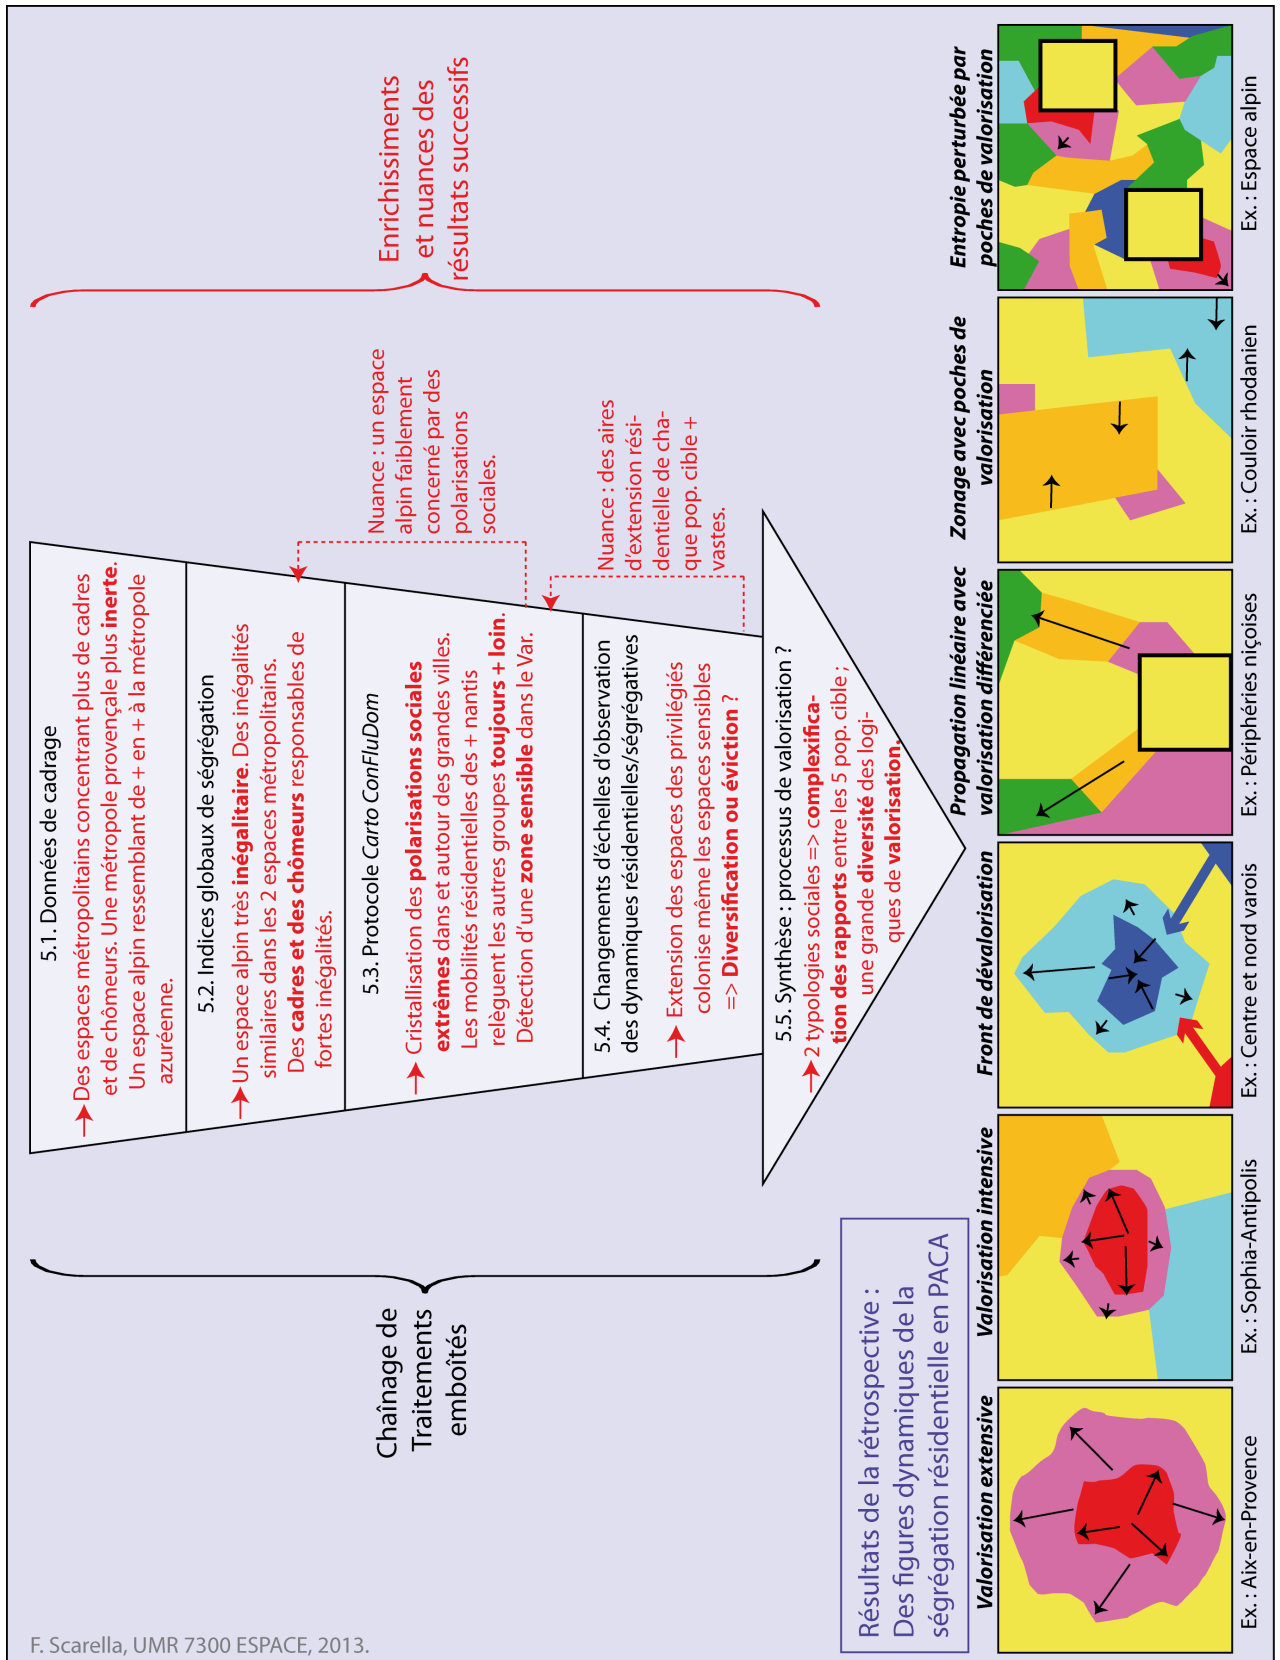 Chaînage de
Traitements
emboîtés
5.1. Données de cadrage
Des espaces métropolitains concentrant plus de cadres
et de chômeurs. Une métropole provençale plus inerte.
Un espace alpin ressemblant de + en + à la métropole
azuréenne.
5.2. Indices globaux de ségrégation
Un espace alpin très inégalitaire. Des inégalités
similaires dans les 2 espaces métropolitains.
Des cadres et des chômeurs responsables de
fortes inégalités.
5.3. Protocole Carto ConFluDom
Cristallisation des polarisations sociales
extrêmes dans et autour des grandes villes.
Les mobilités résidentielles des + nantis
relèguent les autres groupes toujours + loin.
Détection d'une zone sensible dans le Var.
5.4. Changements d'échelles d'observation
des dynamiques résidentielles/ségrégatives
Extension des espaces des privilégiés
colonise même les espaces sensibles
=> Diversification ou éviction ?
5.5. Synthèse : processus de valorisation ?
2 typologies sociales => complexifica-
tion des rapports entre les 5 pop. cible ;
une grande diversité des logi-
ques de valorisation.
Nuance : un espace
alpin faiblement
concerné par des
polarisations
sociales.
Nuance : des aires
d'extension rési-
dentielle de cha-
que pop. cible +
vastes.
Enrichissiments
et nuances des
résultats successifs
Résultats de la rétrospective :
Des figures dynamiques de la
ségrégation résidentielle en PACA
Valorisation extensive
Ex. : Aix-en-Provence
Valorisation intensive
Ex. : Sophia-Antipolis
Front de dévalorisation
Ex. : Centre et nord varois
Propagation linéaire avec
valorisation différenciée
Ex. : Périphéries niçoises
Zonage avec poches de
valorisation
Ex. : Couloir rhodanien
Entropie perturbée par
poches de valorisation
Ex. : Espace alpin
F. Scarella, UMR 7300 ESPACE, 2013.